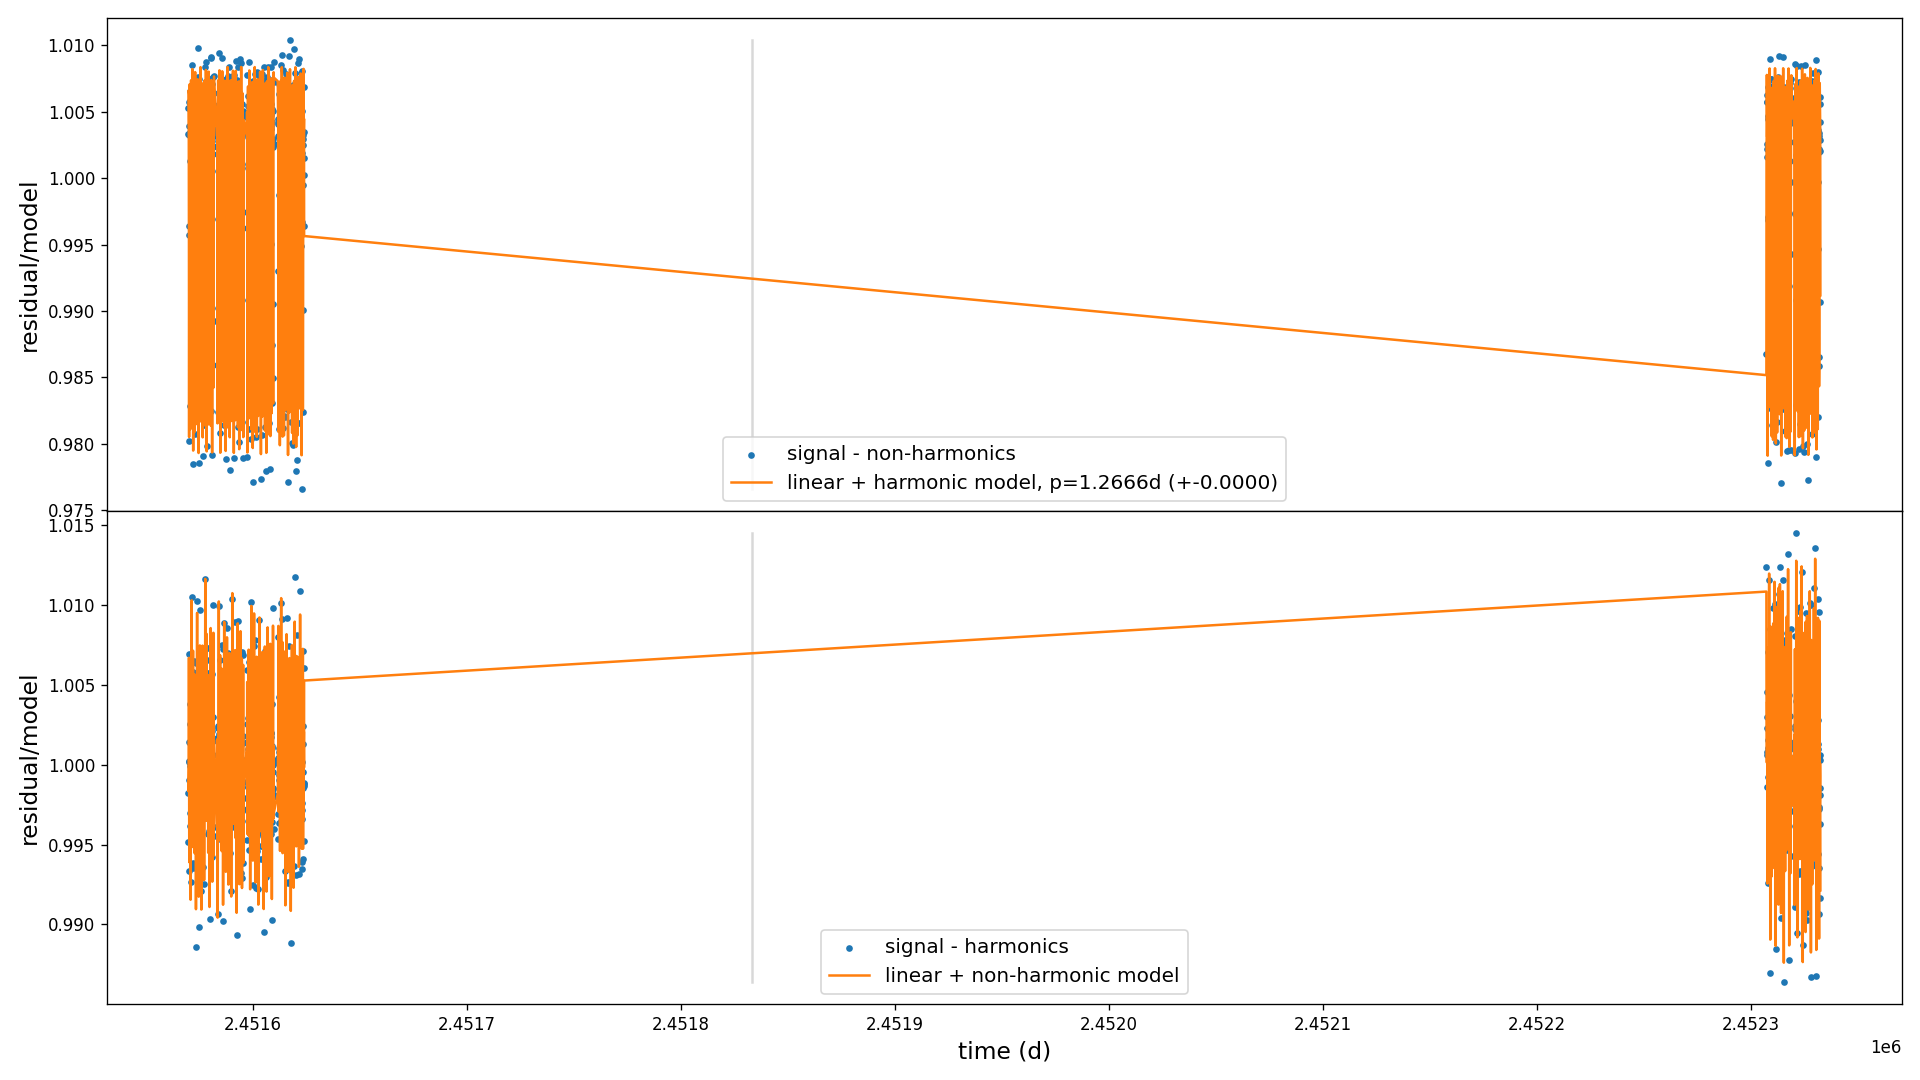 1.010
1.005
1.000
0.995
0.990
0.985
0.980
0.975
residual/model
signal - non-harmonics
linear + harmonic model, p=1.2666d (+-0.0000)
1.015
1.010
1.005
1.000
0.995
0.990
residual/model
signal - harmonics
linear + non-harmonic model
2.4516 2.4517 2.4518 2.4519 2.4520 2.4521 2.4522 2.4523
time (d)
1e6